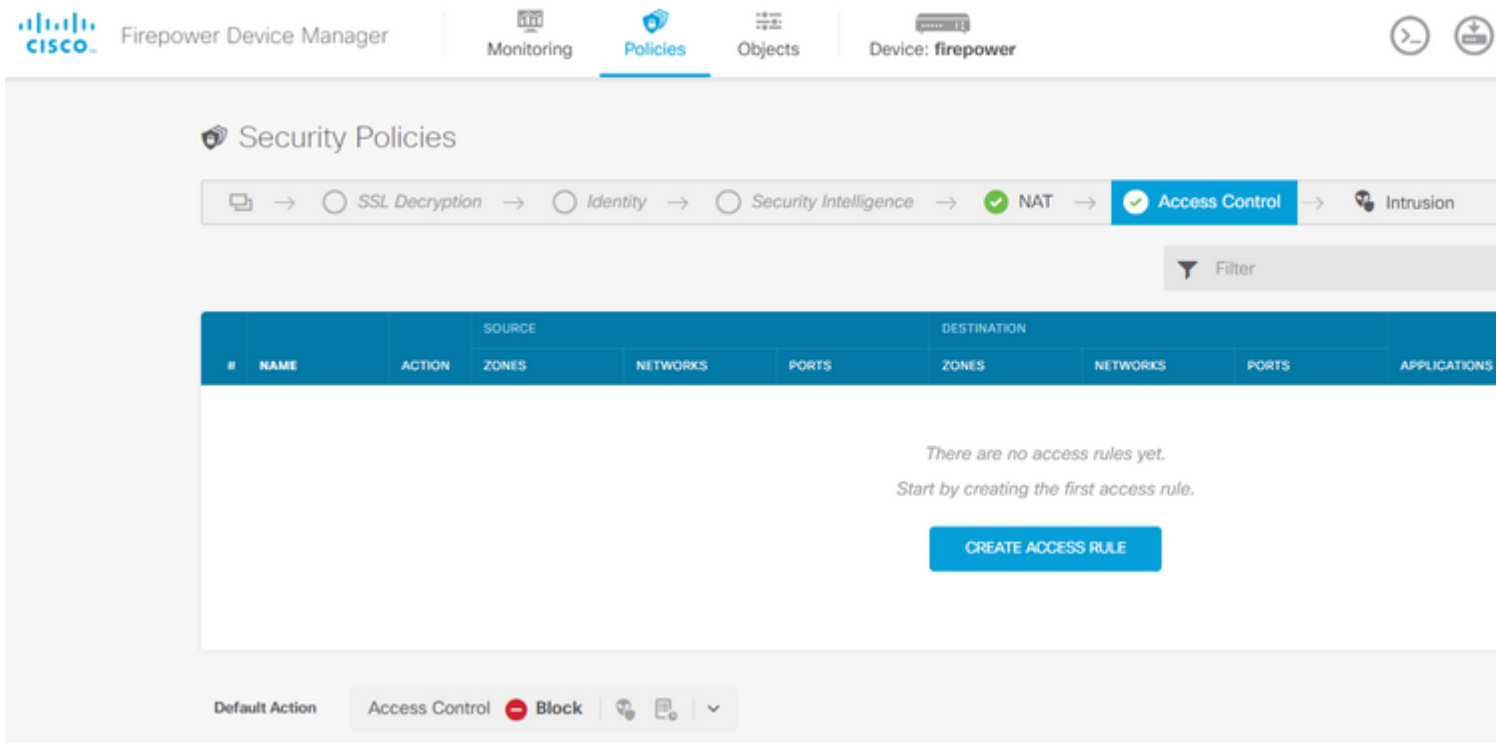 CISCO
Firepower Device Manager
Monitoring
Policies
Objects
Device: firepower
Security Policies
SSL Decryption
Identity
Security Intelligence
NAT
Access Control
Intrusion
Filter
SOURCE
DESTINATION
# NAME ACTION ZONES NETWORKS PORTS ZONES NETWORKS PORTS APPLICATIONS
There are no access rules yet.
Start by creating the first access rule.
CREATE ACCESS RULE
Default Action Access Control Block